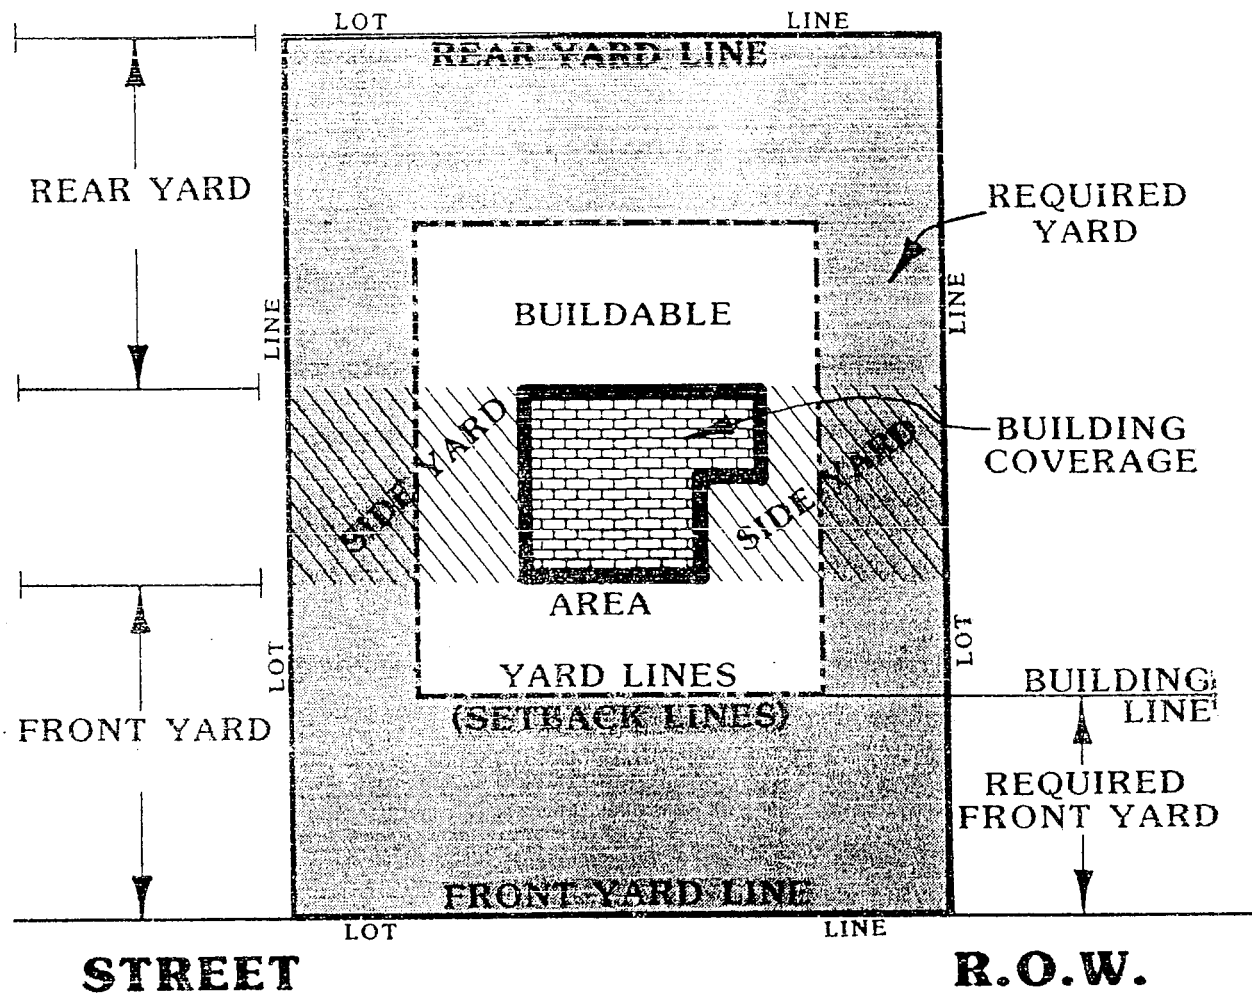 LOT LINE
REAR YARD LINE
REAR YARD
REQUIRED
YARD
LINE
LINE
BUILDABLE
SIDE YARD
SIDE YARD
BUILDING
COVERAGE
AREA
LOT
LOT
YARD LINES
(SETBACK LINES)
BUILDING
LINE
FRONT YARD
REQUIRED
FRONT YARD
FRONT YARD LINE
LOT LINE
STREET R.O.W.